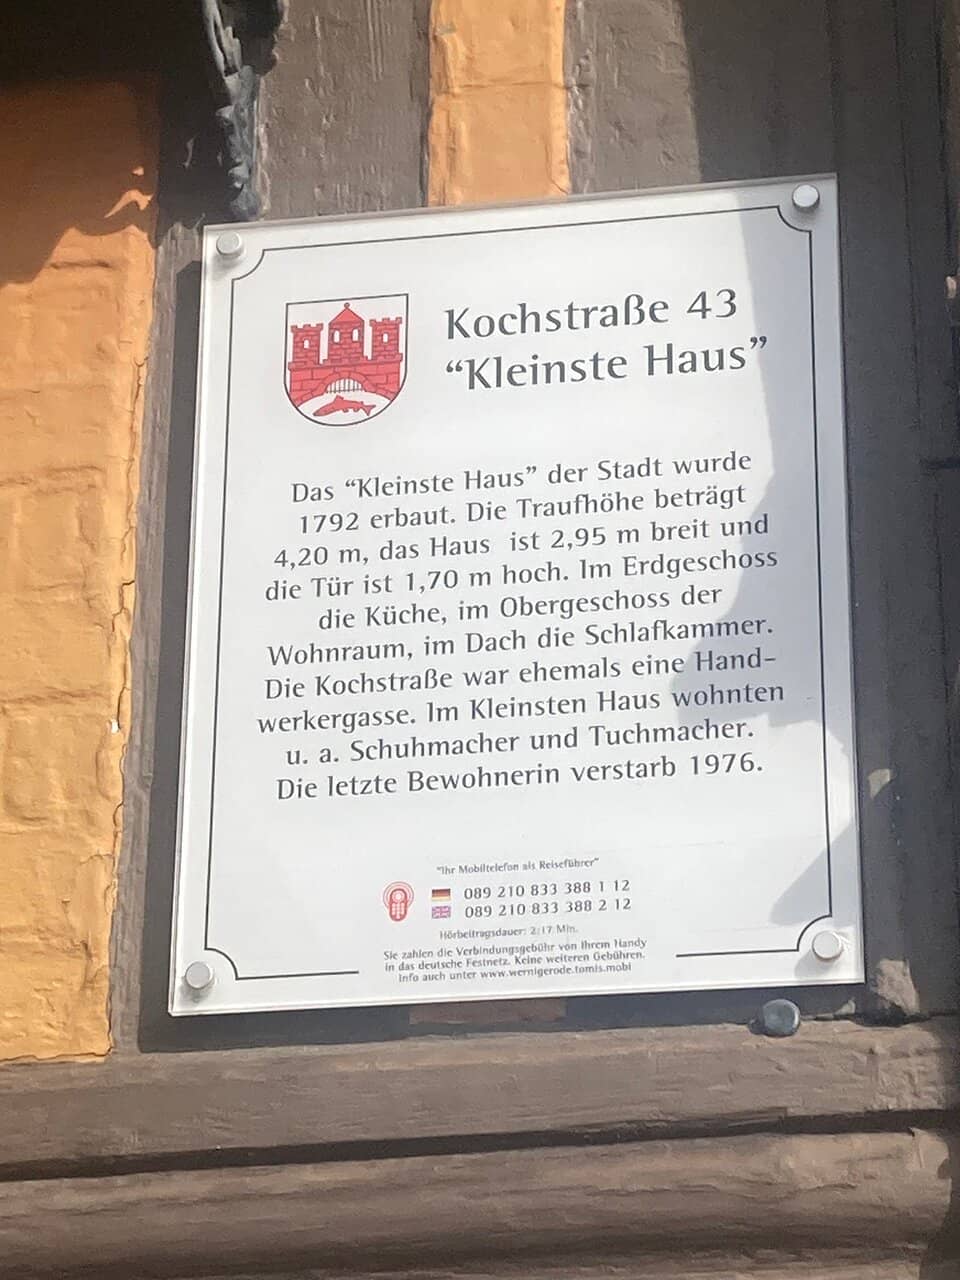 Kochstraße 43
“Kleinste Haus”
Das “Kleinste Haus” der Stadt wurde
1792 erbaut. Die Traufhöhe beträgt
4,20 m, das Haus ist 2,95 m breit und
die Tür ist 1,70 m hoch. Im Erdgeschoss
die Küche, im Obergeschoss der
Wohnraum, im Dach die Schlafkammer.
Die Kochstraße war ehemals eine Hand-
werkergasse. Im Kleinsten Haus wohnten
u. a. Schuhmacher und Tuchmacher.
Die letzte Bewohnerin verstarb 1976.
"Ihr Mobiltelefon als Reiseführer"
089 210 833 388 1 12
089 210 833 388 2 12
Hörbeitragsdauer: 2:17 Min.
Sie zahlen die Verbindungsgebühr von Ihrem Handy
in das deutsche Festnetz. Keine weiteren Gebühren.
Info auch unter www.wernigerode.tomis.mobi